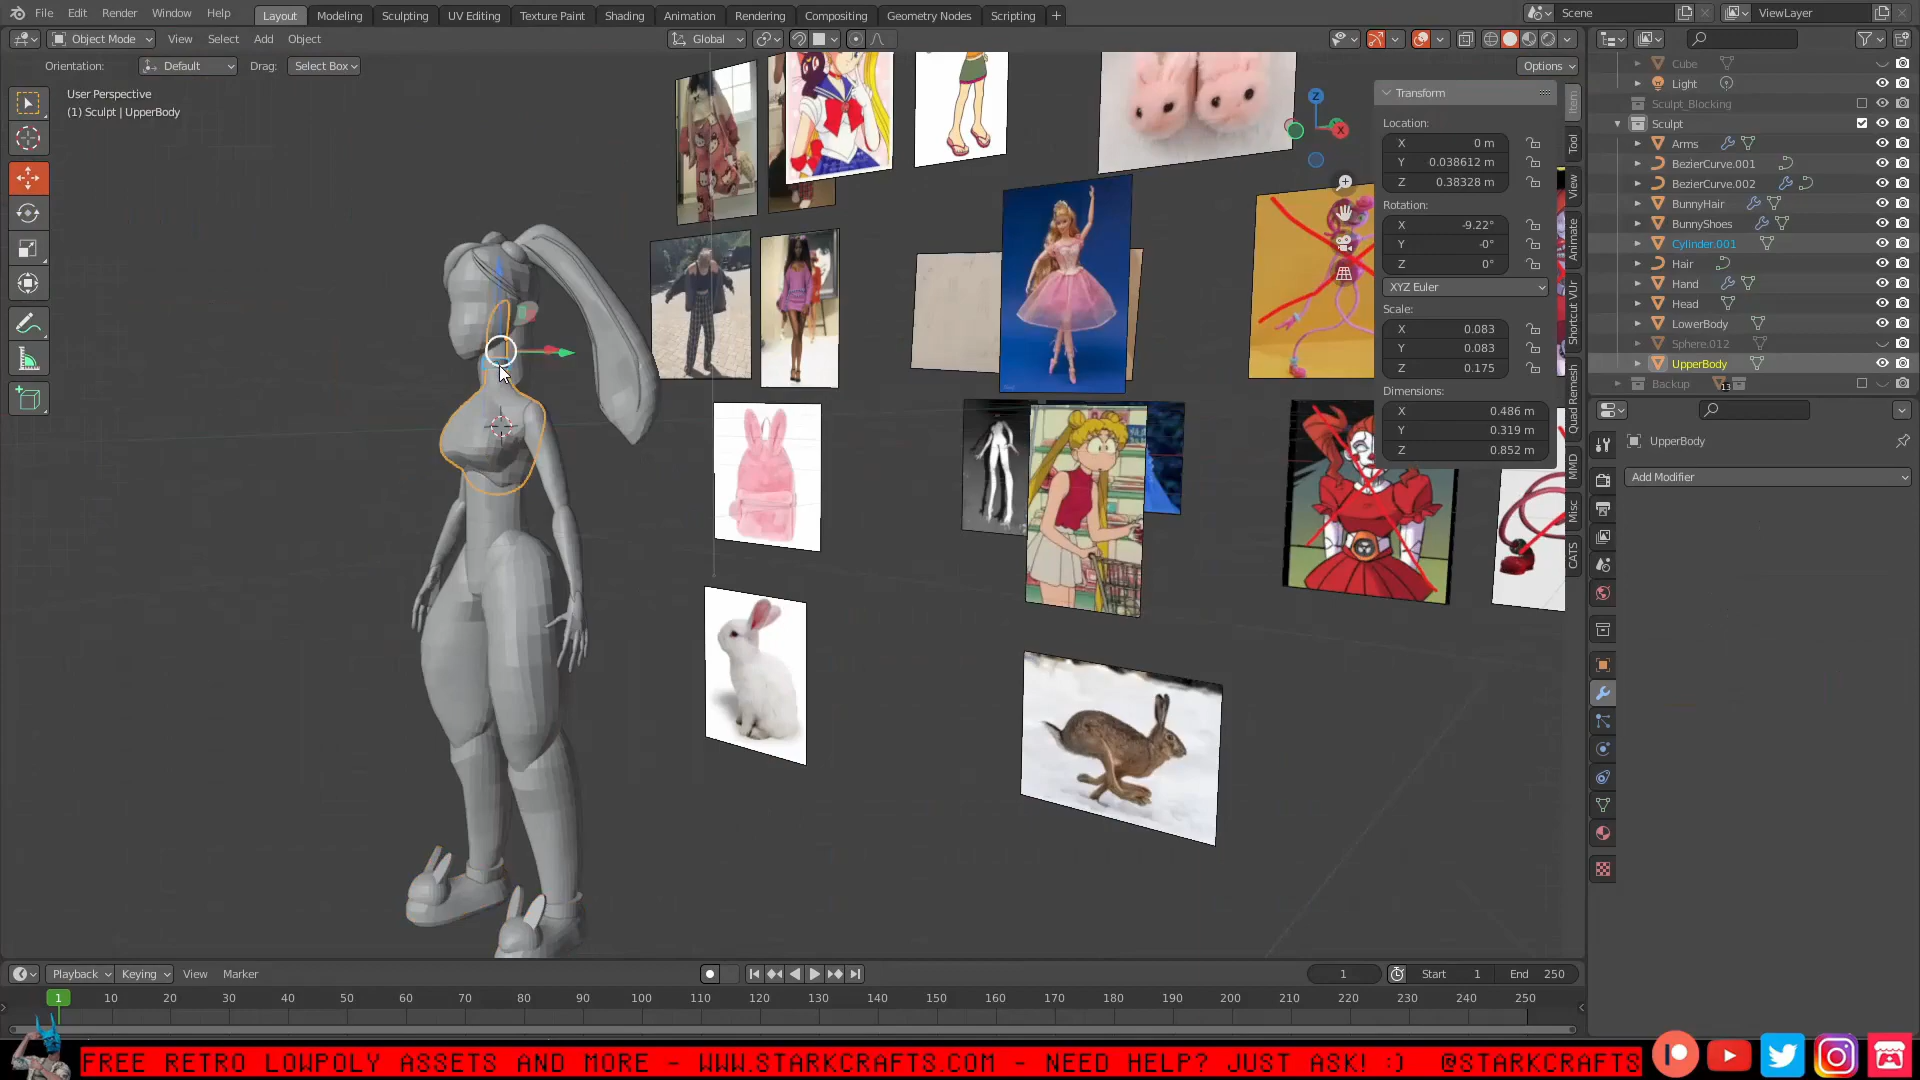 File Edit Render Window Help Layout Modeling Sculpting UV Editing Texture Paint Shading Animation Rendering Compositing Geometry Nodes Scripting + Scene ViewLayer
Object Mode View Select Add Object Global
Orientation: Default Drag: Select Box Options
User Perspective
(1) Sculpt | UpperBody
Transform
Location:
X 0 m
Y 0.038612 m
Z 0.38328 m
Rotation:
X -9.22°
Y -0°
Z 0°
XYZ Euler
Scale:
X 0.083
Y 0.083
Z 0.175
Dimensions:
X 0.486 m
Y 0.319 m
Z 0.852 m
Z
X
Item
Tool
View
Animate
Shortcut VUr
Quad Remesh
MMD
Misc
CATS
Cube
Light
Sculpt_Blocking
Sculpt
Arms
BezierCurve.001
BezierCurve.002
BunnyHair
BunnyShoes
Cylinder.001
Hair
Hand
Head
LowerBody
Sphere.012
UpperBody
Backup 13
UpperBody
Add Modifier
Playback Keying View Marker 1 Start 1 End 250
1 10 20 30 40 50 60 70 80 90 100 110 120 130 140 150 160 170 180 190 200 210 220 230 240 250
FREE RETRO LOWPOLY ASSETS AND MORE - WWW.STARKCRAFTS.COM - NEED HELP? JUST ASK! :) @STARKCRAFTS